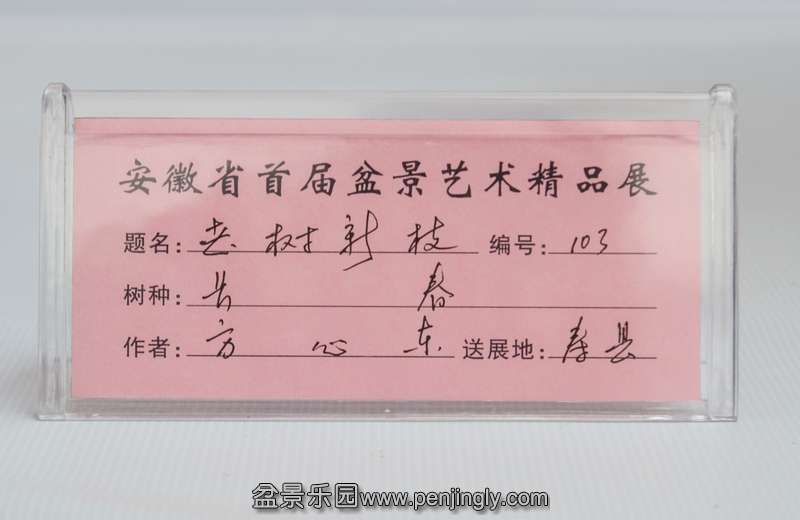 安徽省首届盆景艺术精品展
题名: 老树新枝 编号: 103
树种: 长春
作者: 方心东 送展地: 寿县
盆景乐园www.penjingly.com